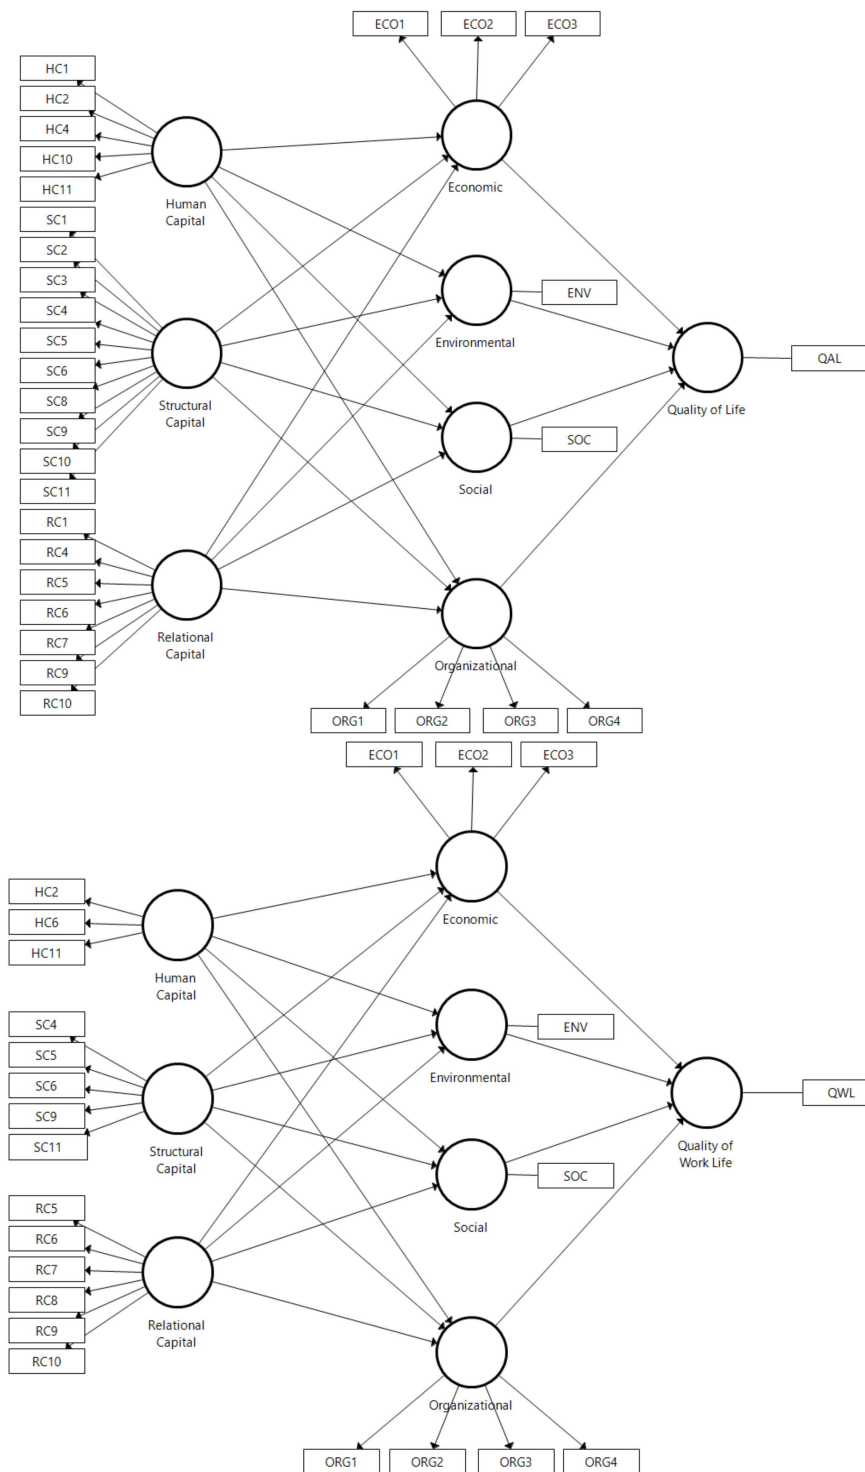 ECO1
ECO2
ECO3
HC1
HC2
HC4
HC10
HC11
SC1
SC2
SC3
SC4
SC5
SC6
SC8
SC9
SC10
SC11
RC1
RC4
RC5
RC6
RC7
RC9
RC10
Human
Capital
Structural
Capital
Relational
Capital
Economic
Environmental
ENV
Social
SOC
Organizational
ORG1
ORG2
ORG3
ORG4
Quality of Life
QAL
ECO1
ECO2
ECO3
HC2
HC6
HC11
SC4
SC5
SC6
SC9
SC11
RC5
RC6
RC7
RC8
RC9
RC10
Human
Capital
Structural
Capital
Relational
Capital
Economic
Environmental
ENV
Social
SOC
Organizational
ORG1
ORG2
ORG3
ORG4
Quality of
Work Life
QWL